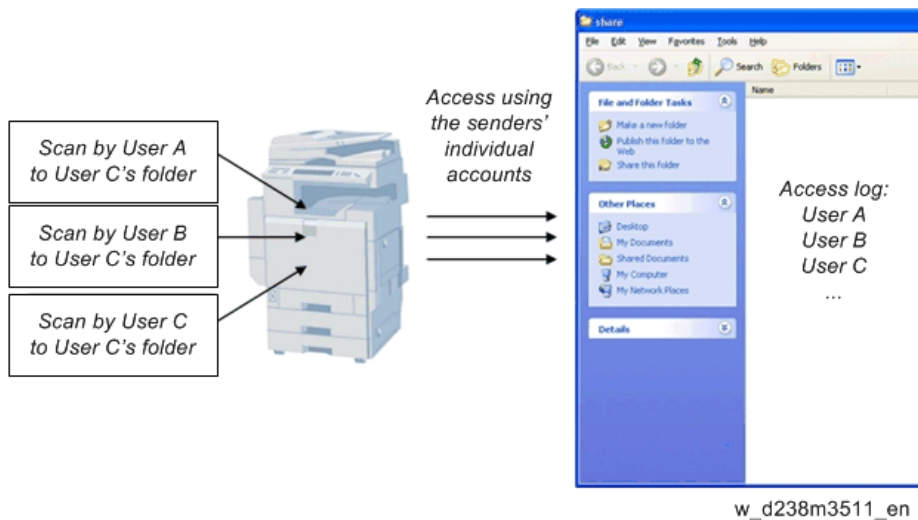 Scan by User A
to User C's folder
Scan by User B
to User C's folder
Scan by User C
to User C's folder
Access using
the senders'
individual
accounts
share
File Edit View Favorites Tools Help
Back Search Folders
Name
File and Folder Tasks
Make a new folder
Publish this folder to the
Web
Share this folder
Other Places
Desktop
My Documents
Shared Documents
My Computer
My Network Places
Details
Access log:
User A
User B
User C
...
w_d238m3511_en